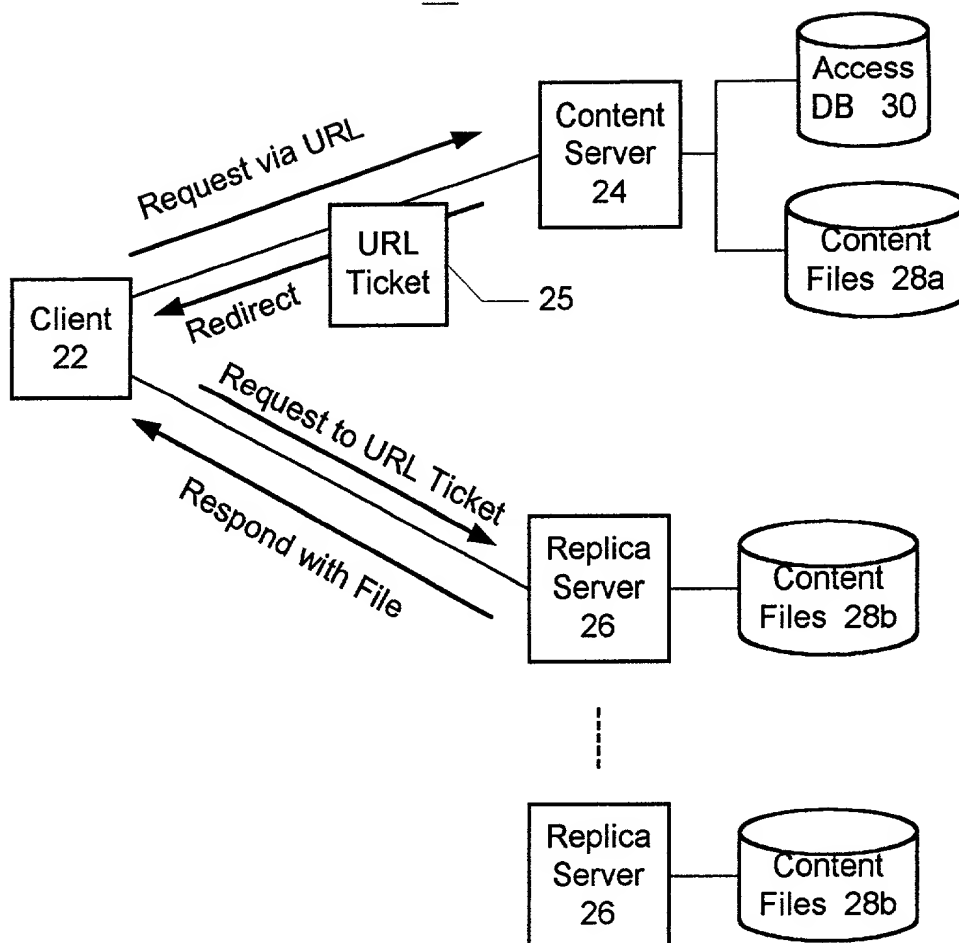 Access
DB 30
Content
Server
24
Request via URL
Content
Files 28a
URL
Ticket
25
Redirect
Client
22
Request to URL Ticket
Respond with File
Replica
Server
26
Content
Files 28b
Replica
Server
26
Content
Files 28b